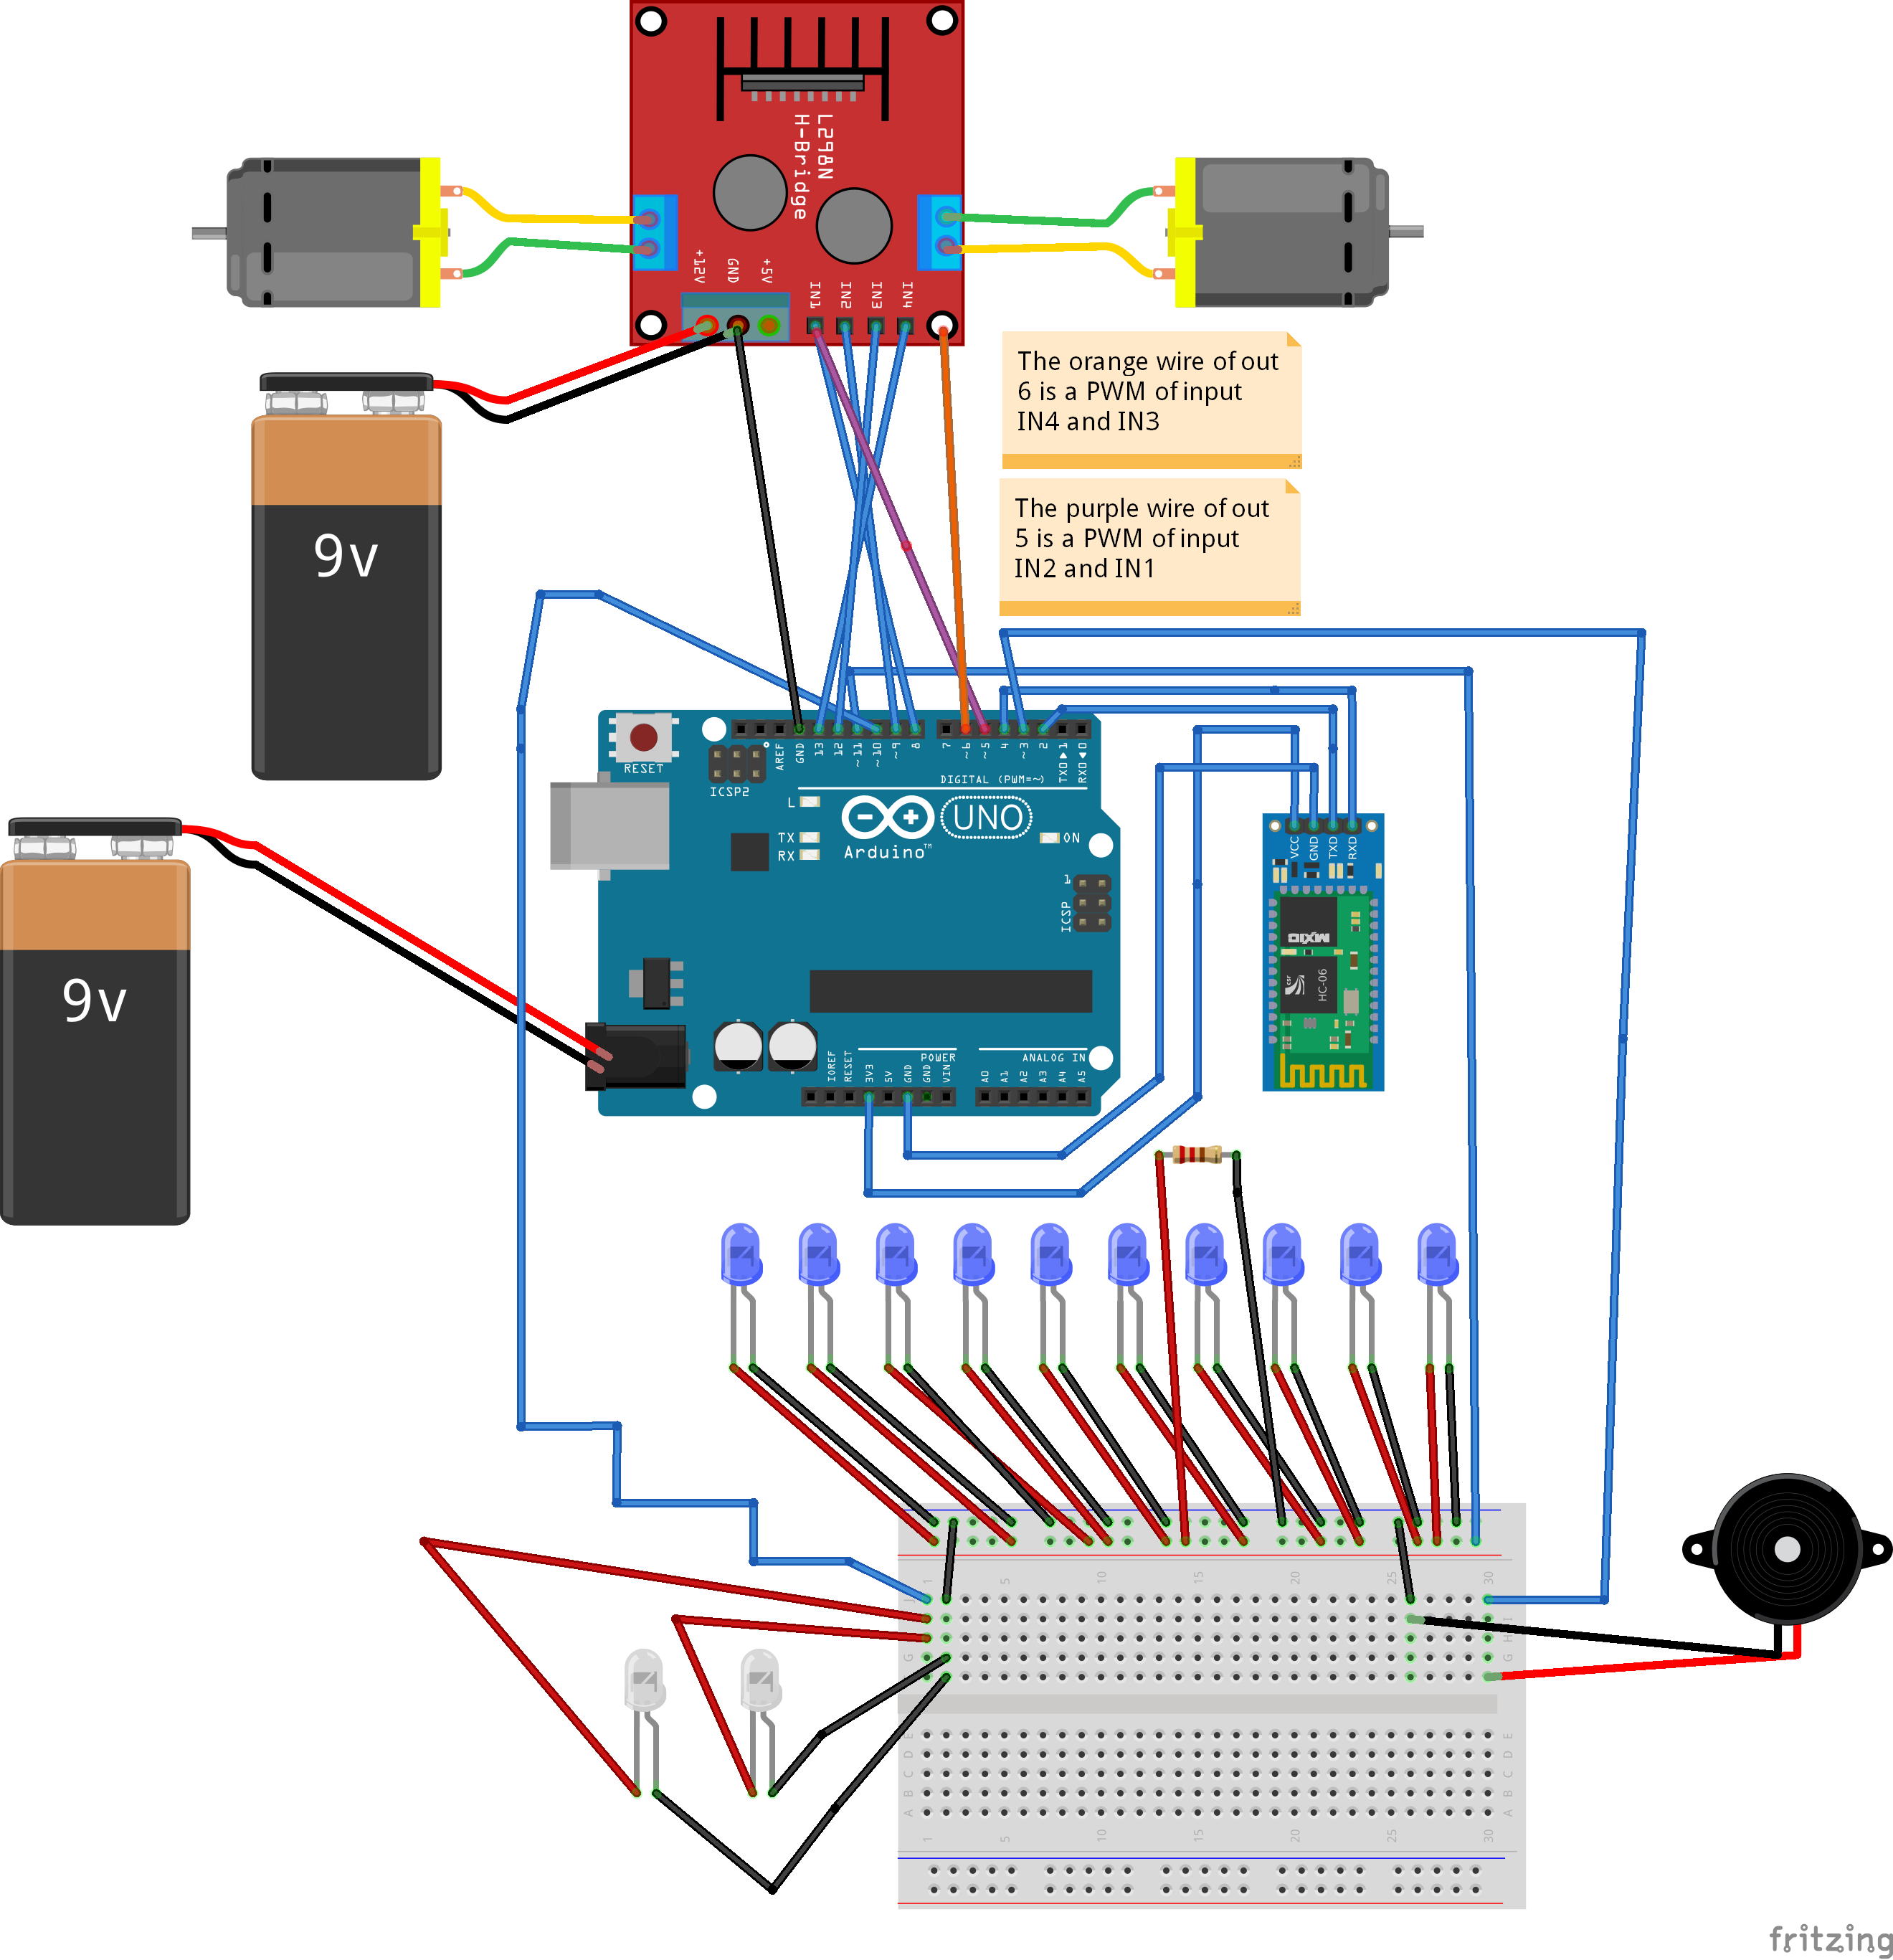 L298N
H-Bridge
+12V
GND
+5V
IN1
IN2
IN3
IN4
The orange wire of out
6 is a PWM of input
IN4 and IN3
The purple wire of out
5 is a PWM of input
IN2 and IN1
9v
9v
RESET
ICSP2
AREF
GND
13
12
~11
~10
~9
8
7
~6
~5
4
~3
2
TX0▶1
RX0◀0
DIGITAL (PWM=~)
L
TX
RX
UNO
ON
Arduino™
1
ICSP
POWER
ANALOG IN
IOREF
RESET
3V3
5V
GND
GND
VIN
A0
A1
A2
A3
A4
A5
VCC
GND
TXD
RXD
MXIO
csr
HC-06
1
5
10
15
20
25
30
J
I
H
G
E
D
D
C
C
B
B
A
A
1
5
10
15
20
25
30
fritzing